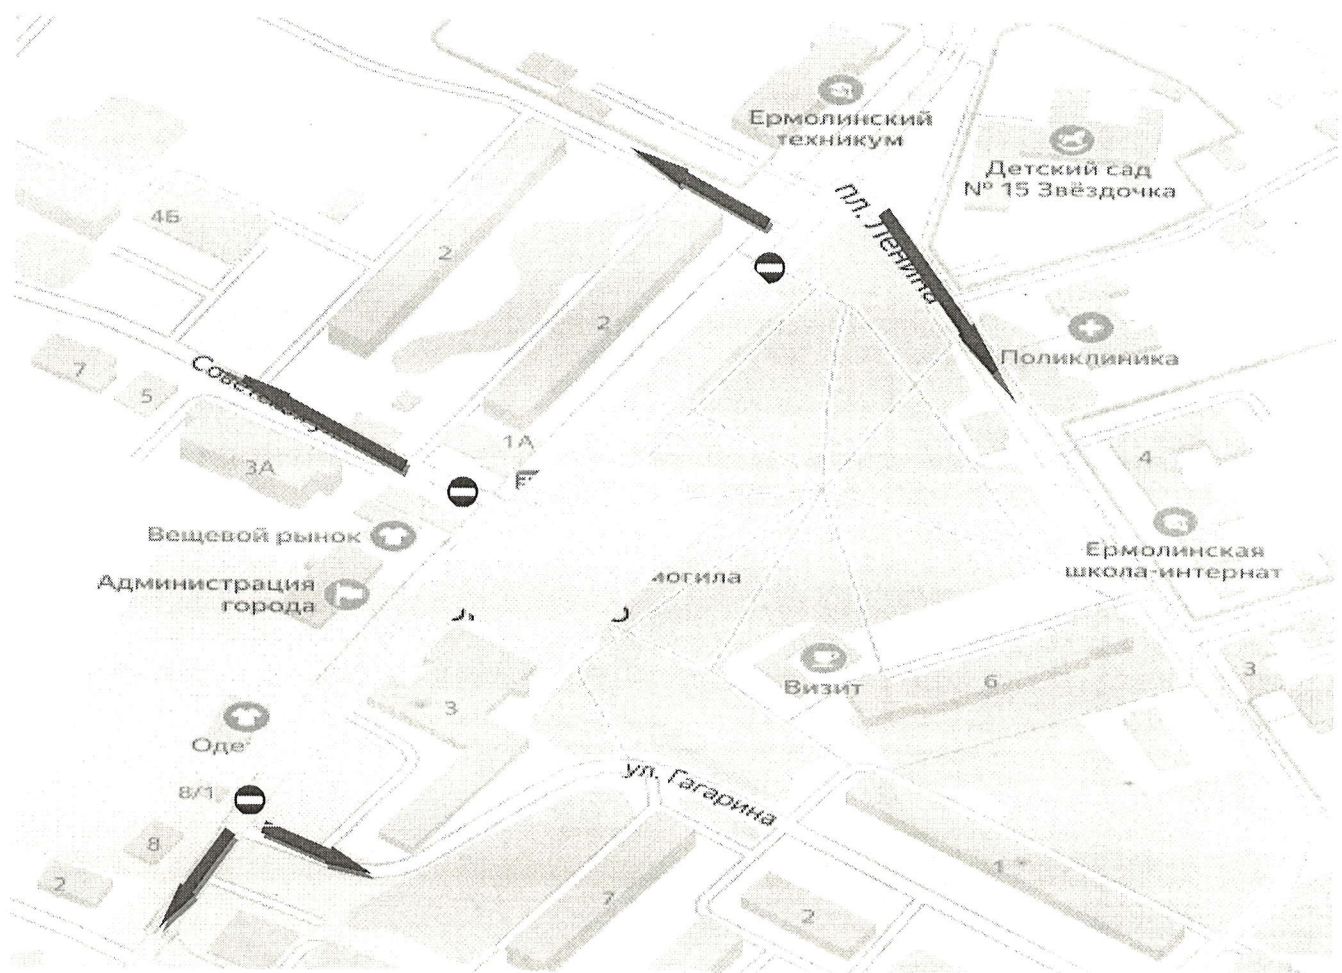 Ермолинский
техникум
Детский сад
№ 15 Звёздочка
4Б
пл. Ленина
2
2
Поликлиника
7
5
1А
3А
4
Вещевой рынок
Ермолинская
школа-интернат
могила
Администрация
города
Визит
6
3
3
Оде
ул. Гагарина
8/1
8
1
2
7
2